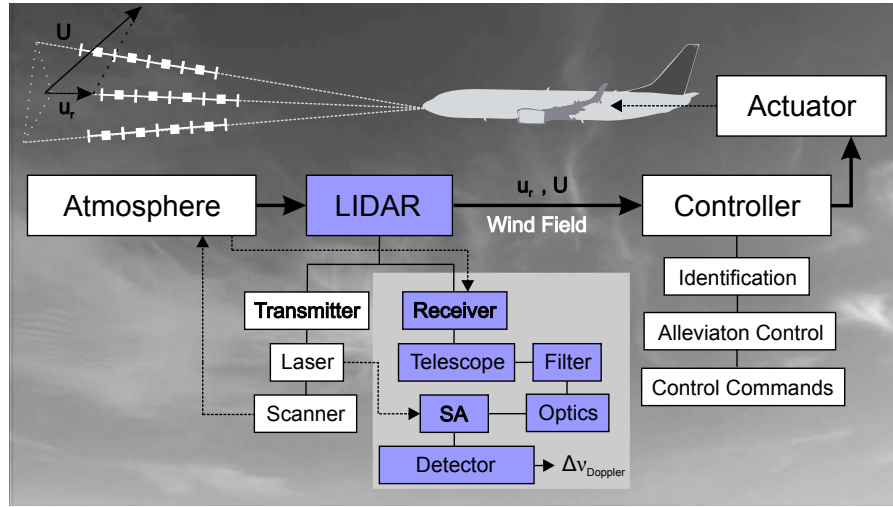 U
u_r
Actuator
Atmosphere
LIDAR
u_r , U
Wind Field
Controller
Identification
Transmitter
Receiver
Laser
Telescope
Filter
Alleviaton Control
Scanner
SA
Optics
Control Commands
Detector
Δν_Doppler